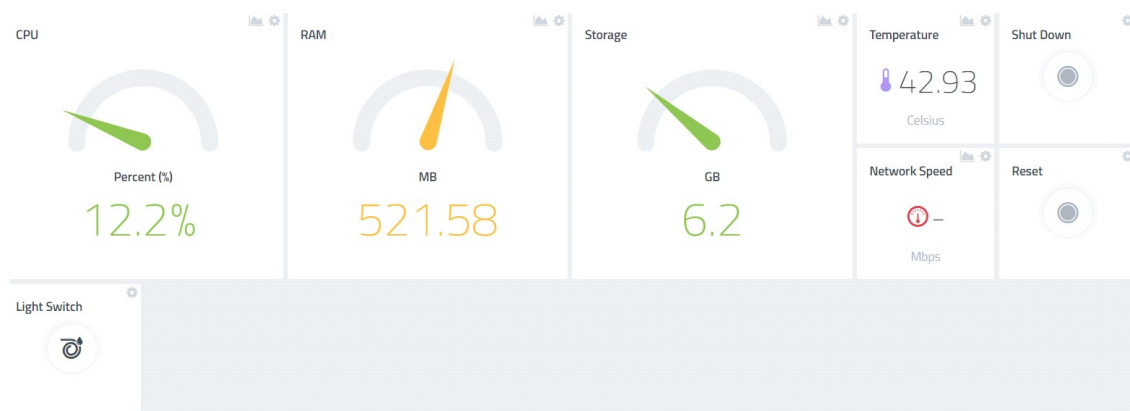 CPU
Percent (%)
12.2%
RAM
MB
521.58
Storage
GB
6.2
Temperature
42.93
Celsius
Shut Down
Network Speed
–
Mbps
Reset
Light Switch